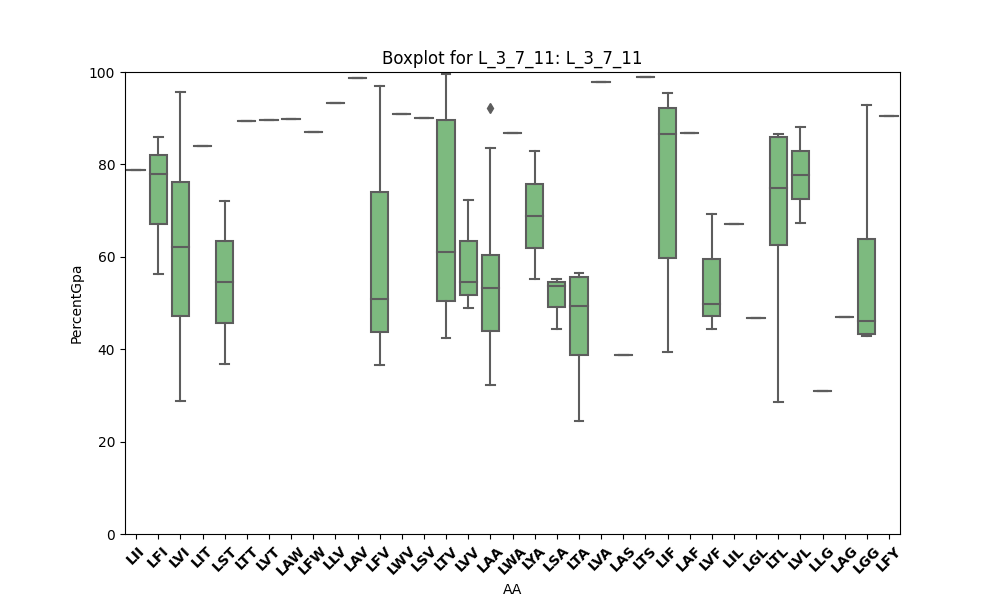 Boxplot for L_3_7_11: L_3_7_11
100
80
60
40
20
0
PercentGpa
LII LFI LVI LIT LST LTT LVT LAW LFW LLV LAV LFV LWV LSV LTV LVV LAA LWA LYA LSA LTA LVA LAS LTS LIF LAF LVF LIL LGL LTL LVL LLG LAG LGG LFY
AA